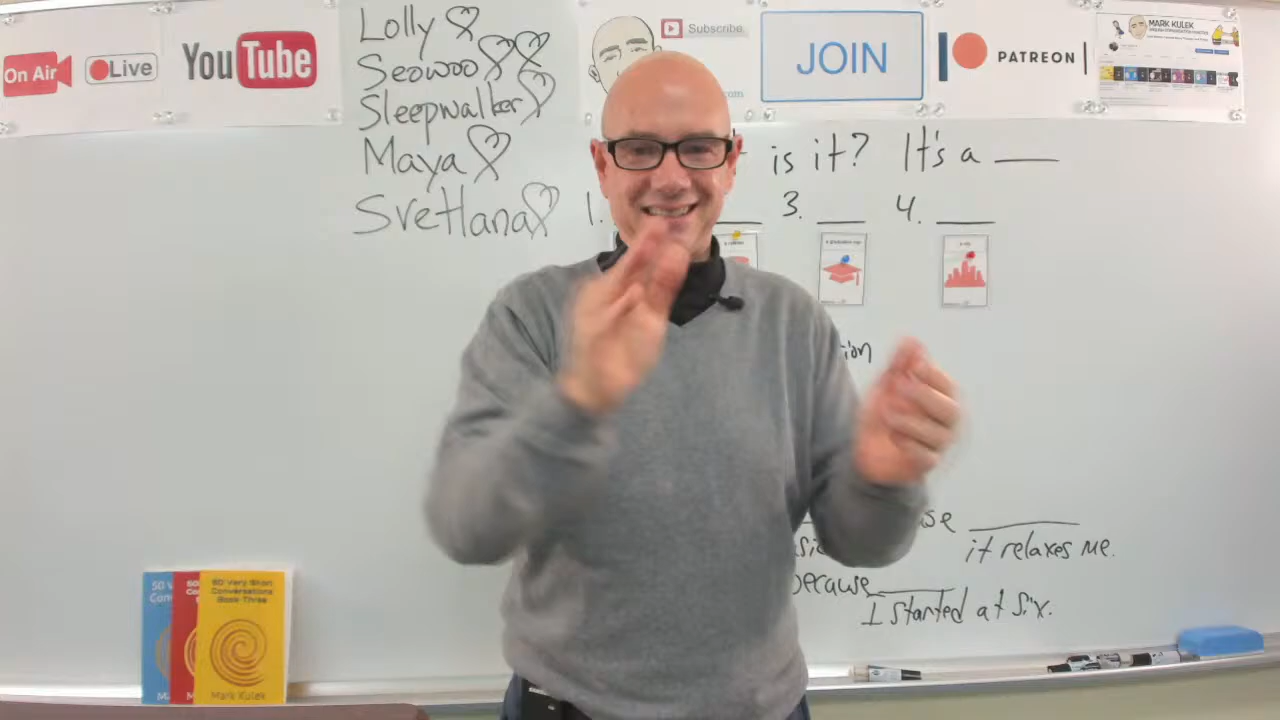 On Air
Live
YouTube
Lolly
Seowoo
Sleepwalker
Maya
Svetlana
Subscribe.
.com
JOIN
PATREON
MARK KULEK
is it? It's a
1.
3.
4.
it relaxes me.
because
I started at six.
50 Very Short
Conversations
Book Three
Mark Kulek